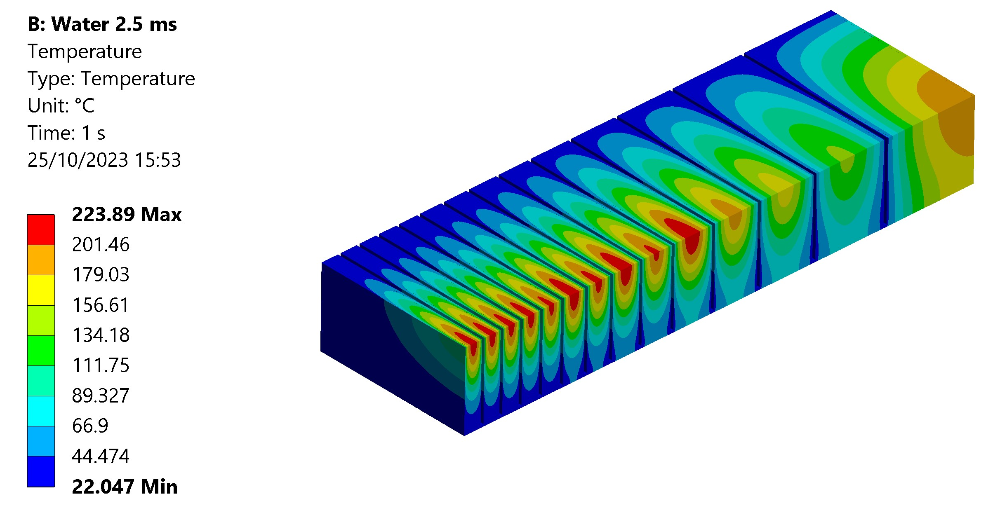 B: Water 2.5 ms
Temperature
Type: Temperature
Unit: °C
Time: 1 s
25/10/2023 15:53
223.89 Max
201.46
179.03
156.61
134.18
111.75
89.327
66.9
44.474
22.047 Min